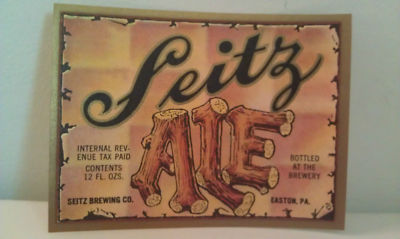 Seitz
ALE
INTERNAL REV-
ENUE TAX PAID
CONTENTS
12 FL. OZS.
BOTTLED
AT THE
BREWERY
SEITZ BREWING CO.
EASTON, PA.